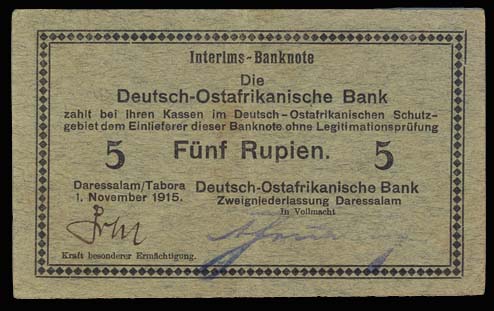 Interims-Banknote
Die
Deutsch-Ostafrikanische Bank
zahlt bei ihren Kassen im Deutsch-Ostafrikanischen Schutz-
gebiet dem Einlieferer dieser Banknote ohne Legitimationsprüfung
5 Fünf Rupien. 5
Daressalam/Tabora Deutsch-Ostafrikanische Bank
1. November 1915. Zweigniederlassung Daressalam
In Vollmacht
Kraft besonderer Ermächtigung.